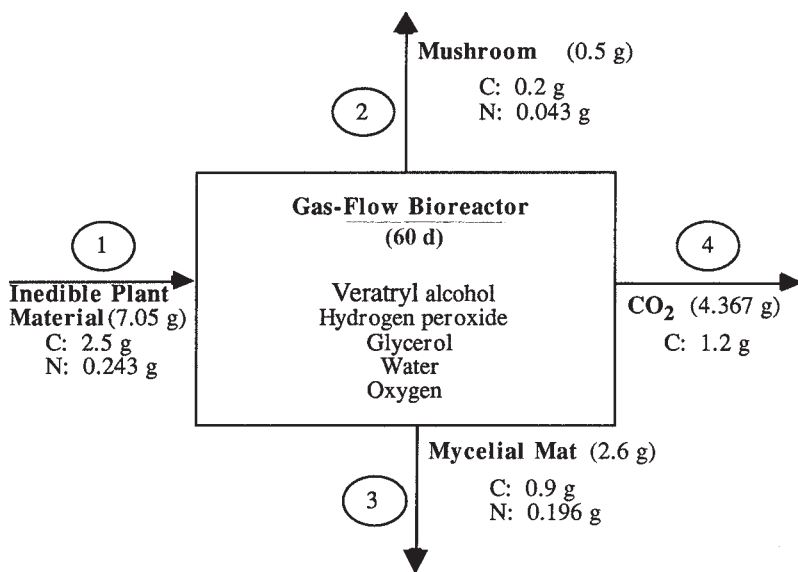 Mushroom (0.5 g)
C: 0.2 g
N: 0.043 g
2
Gas-Flow Bioreactor
(60 d)
1
4
Inedible Plant
Material (7.05 g)
C: 2.5 g
N: 0.243 g
Veratryl alcohol
Hydrogen peroxide
Glycerol
Water
Oxygen
CO2 (4.367 g)
C: 1.2 g
Mycelial Mat (2.6 g)
C: 0.9 g
N: 0.196 g
3